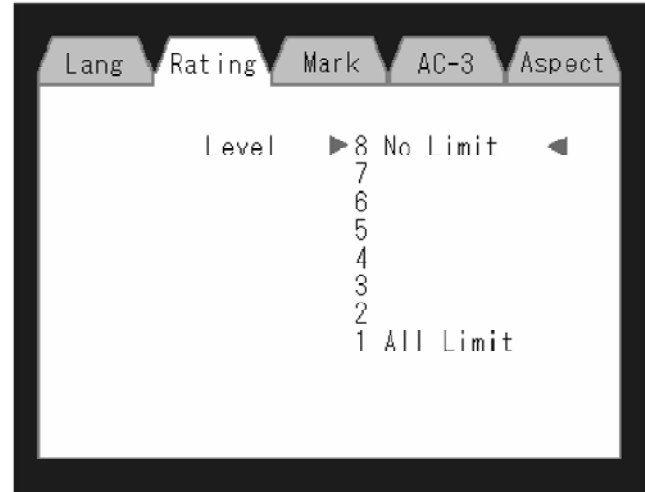 Lang Rating Mark AC-3 Aspect
Level ▶ 8 No Limit ◀
7
6
5
4
3
2
1 All Limit